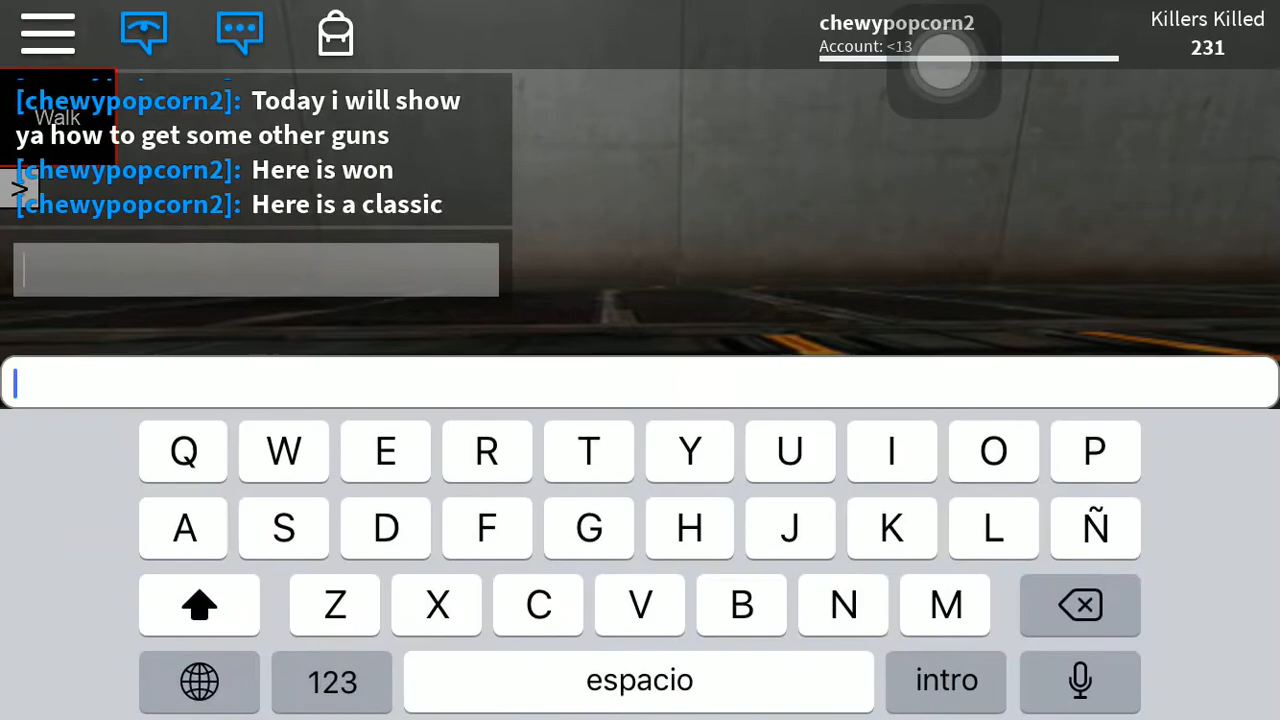 chewypopcorn2
Account: <13
Killers Killed
231
[chewypopcorn2]: Today i will show
ya how to get some other guns
[chewypopcorn2]: Here is won
[chewypopcorn2]: Here is a classic
Walk
>
Q W E R T Y U I O P
A S D F G H J K L Ñ
Z X C V B N M
123 espacio intro